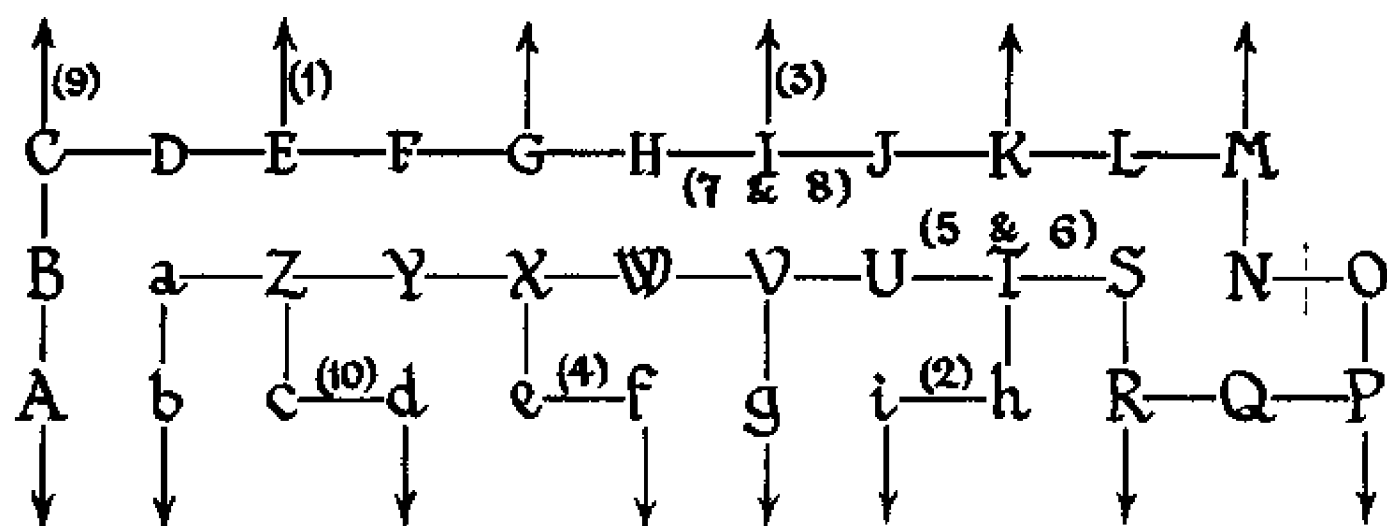 (9) (1) (3)
C D E F G H I J K L M
(7 & 8)
(5 & 6)
B a Z Y X W V U T S N O
A b c (10) d e (4) f g i (2) h R Q P